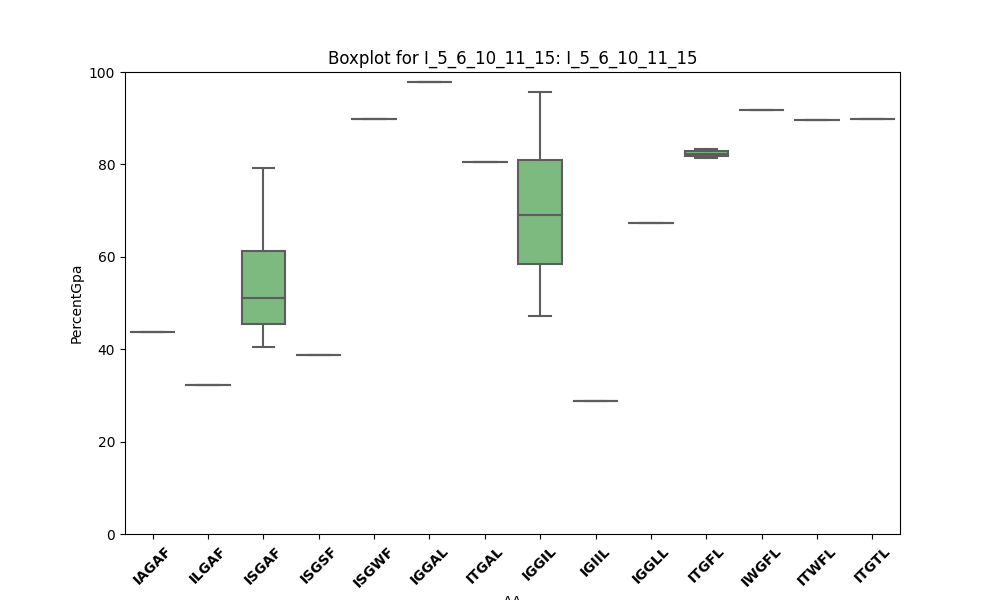 Boxplot for I_5_6_10_11_15: I_5_6_10_11_15
100
80
60
40
20
0
PercentGpa
IAGAF
ILGAF
ISGAF
ISGSF
ISGWF
IGGAL
ITGAL
IGGIL
IGIIL
IGGLL
ITGFL
IWGFL
ITWFL
ITGTL
AA